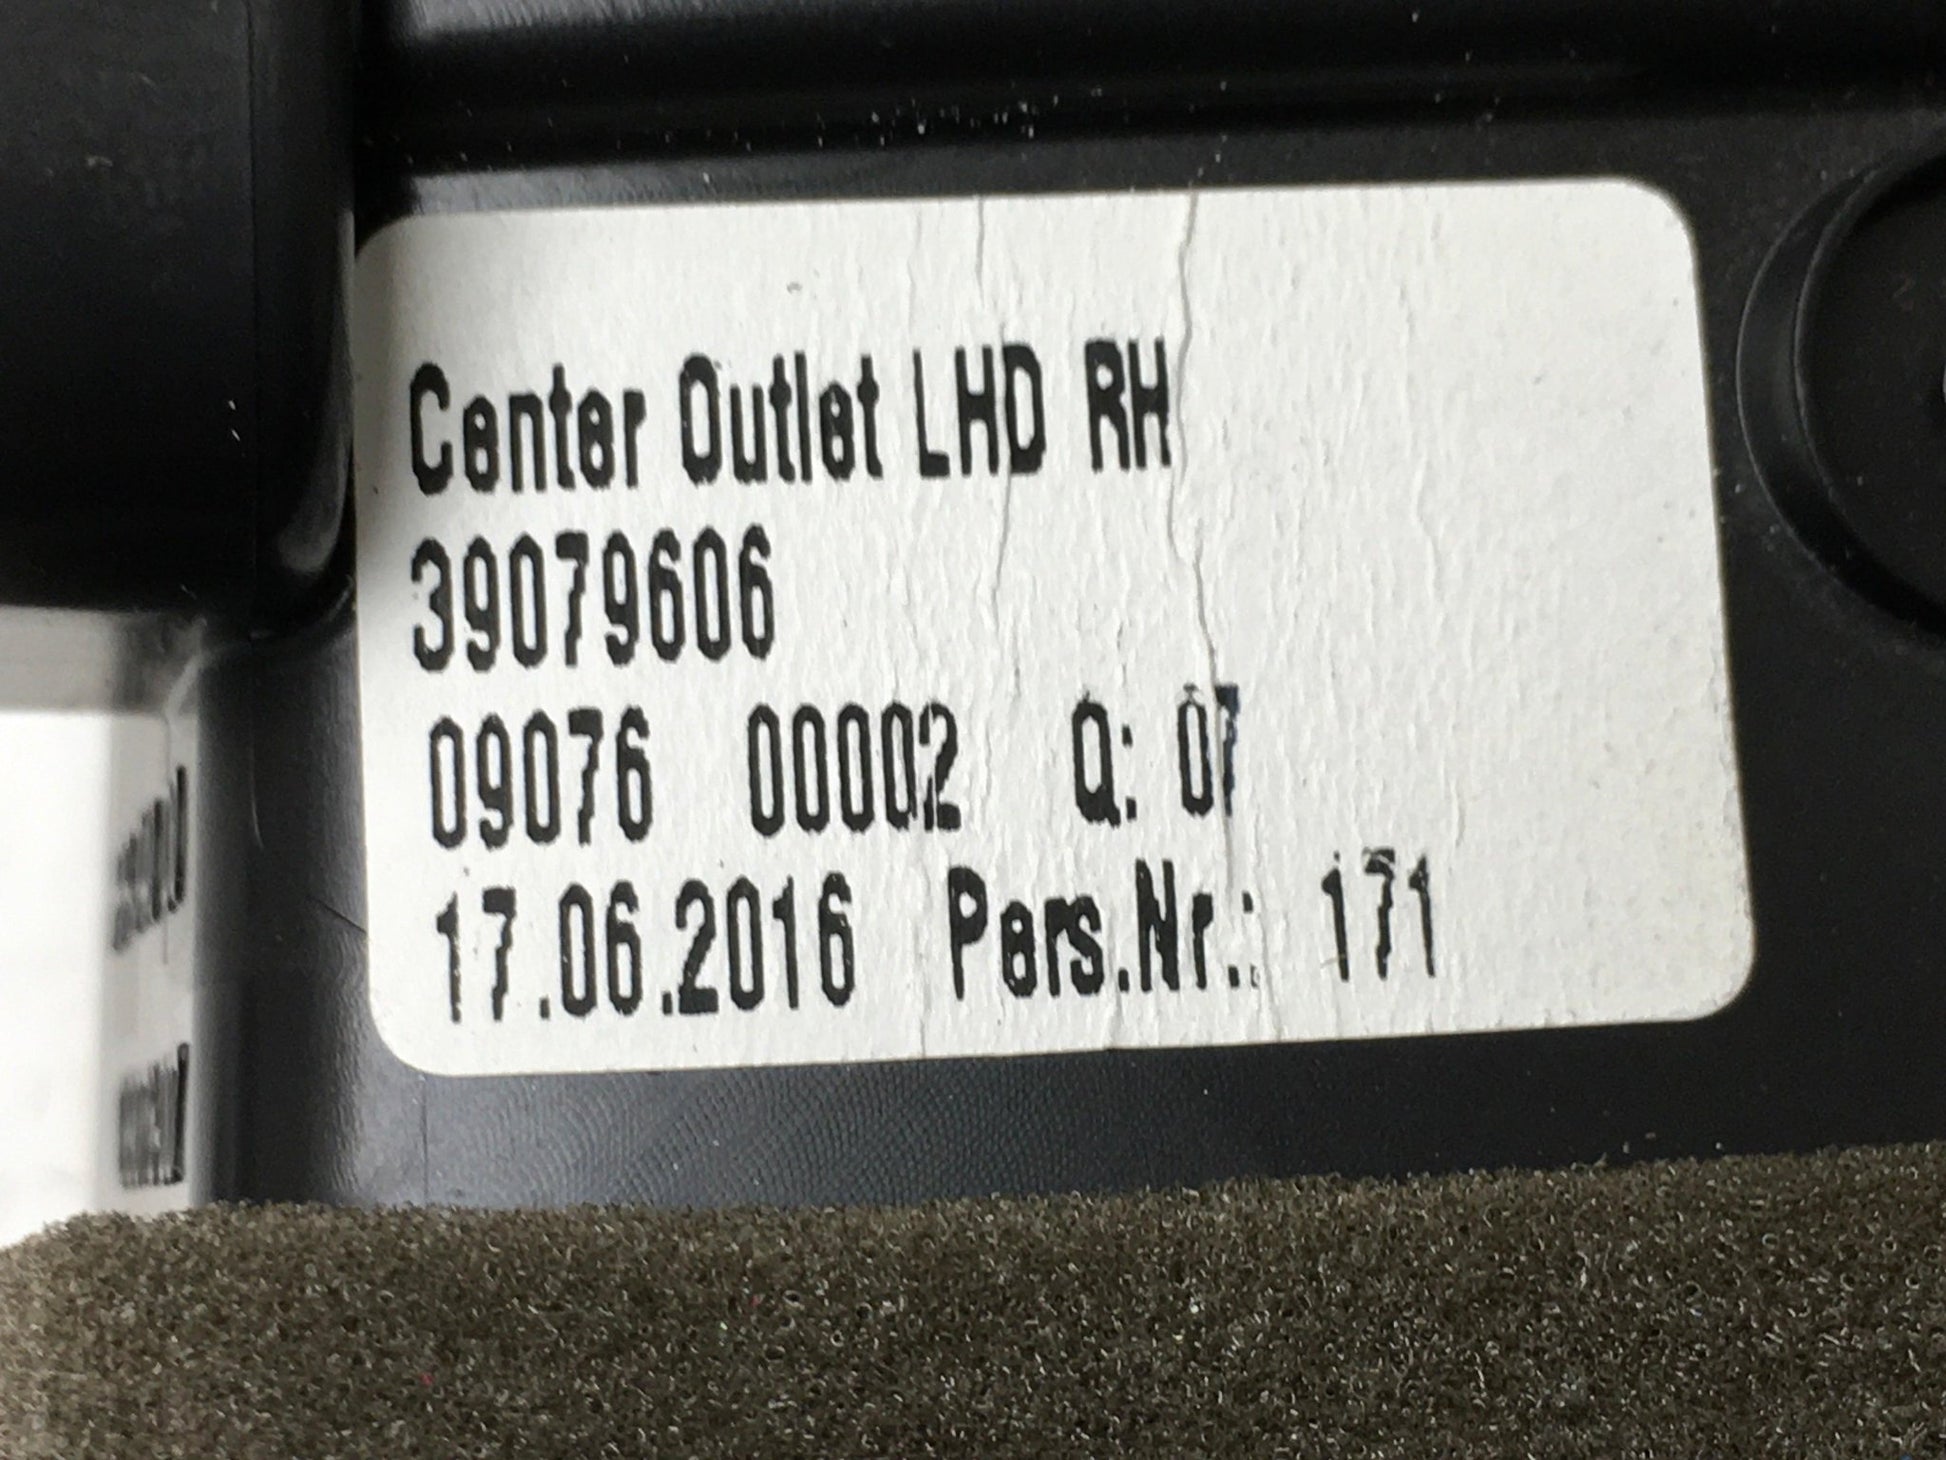 Center Outlet LHD RH
39079606
09076 00002 Q: 07
17.06.2016 Pers.Nr.: 171